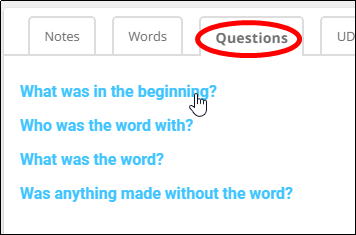 Notes Words Questions UD
What was in the beginning?
Who was the word with?
What was the word?
Was anything made without the word?